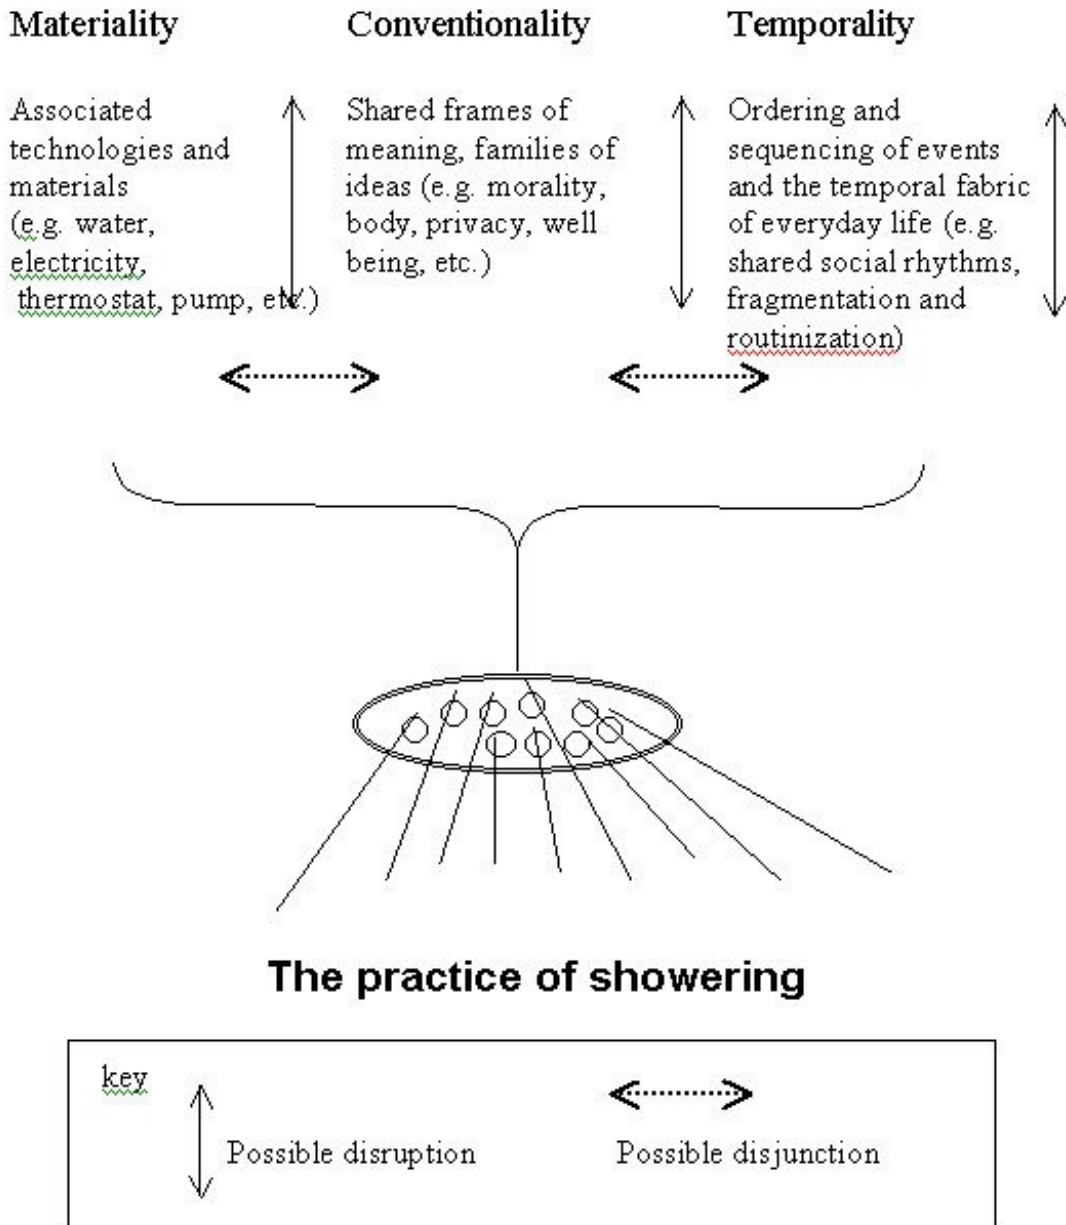 Materiality
Associated
technologies and
materials
(e.g. water,
electricity,
thermostat, pump, etc.)
Conventionality
Shared frames of
meaning, families of
ideas (e.g. morality,
body, privacy, well
being, etc.)
Temporality
Ordering and
sequencing of events
and the temporal fabric
of everyday life (e.g.
shared social rhythms,
fragmentation and
routinization)
The practice of showering
key
Possible disruption
Possible disjunction